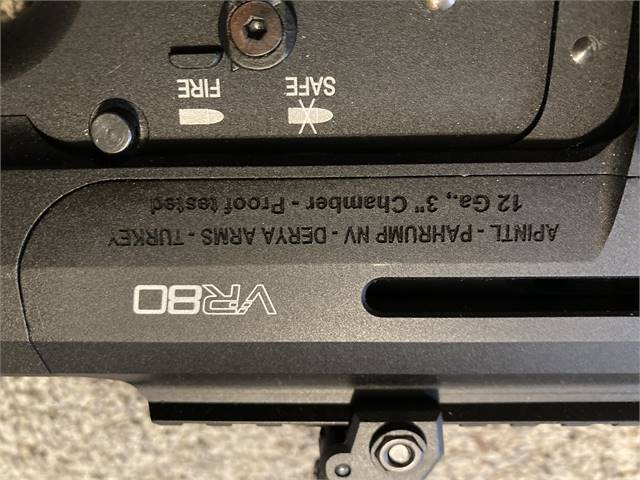 VR80
APINTL - PAHRUMP NV - DERYA ARMS - TURKEY
12 Ga., 3" Chamber - Proof tested
SAFE FIRE